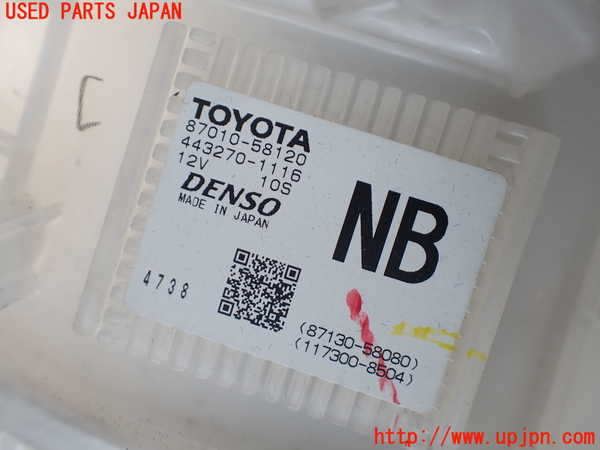 USED PARTS JAPAN
TOYOTA
87010-58120
443270-1116
12V 10S
DENSO
MADE IN JAPAN
NB
4738
(87130-58080)
(117300-8504)
http://www.upjpn.com